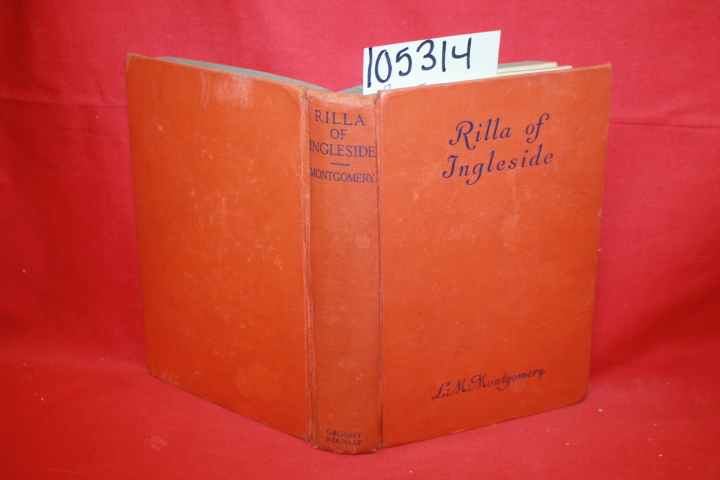 105314
RILLA
OF
INGLESIDE
MONTGOMERY
GROSSET
& DUNLAP
Rilla of
Ingleside
L. M. Montgomery.